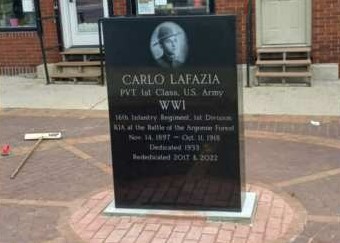 CARLO LAFAZIA
PVT. 1st Class, U.S. Army
WWI
16th Infantry Regiment, 1st Division
KIA at the Battle of the Argonne Forest
Nov. 14, 1897 ~ Oct. 11, 1918
Dedicated 1933
Rededicated 2017 & 2022